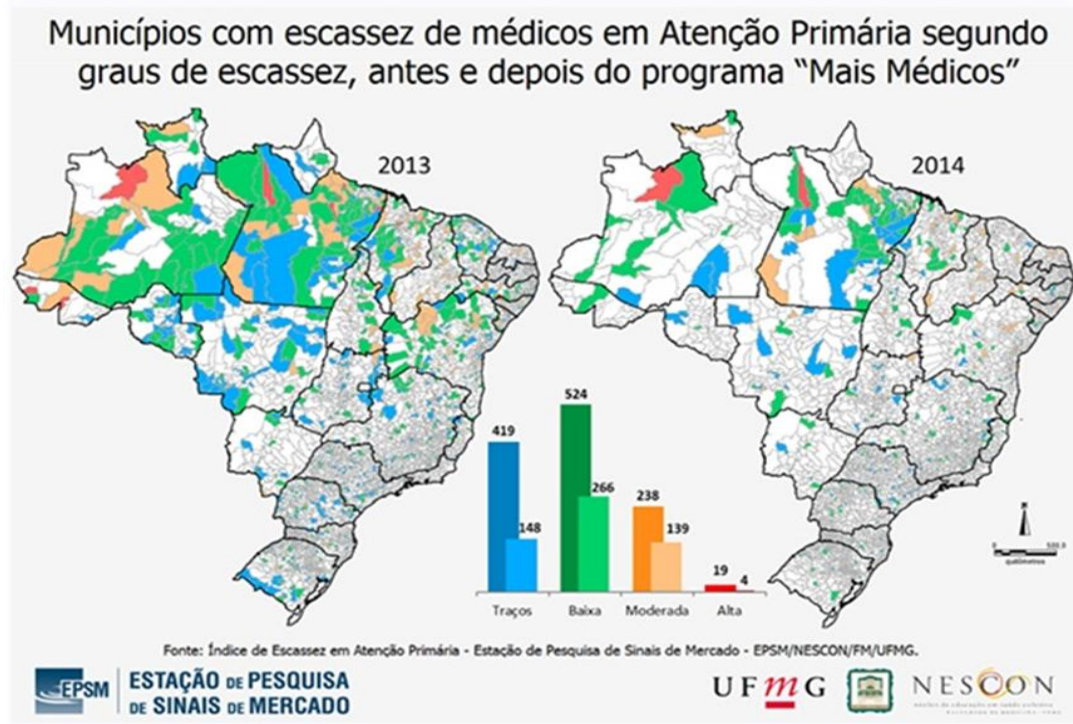 Municípios com escassez de médicos em Atenção Primária segundo
graus de escassez, antes e depois do programa “Mais Médicos”
2013
2014
524
419
266
238
148
139
19
4
Traços
Baixa
Moderada
Alta
N
quilômetros
Fonte: Índice de Escassez em Atenção Primária - Estação de Pesquisa de Sinais de Mercado - EPSM/NESCON/FM/UFMG.
EPSM
ESTAÇÃO DE PESQUISA
DE SINAIS DE MERCADO
UFmG
NESCON